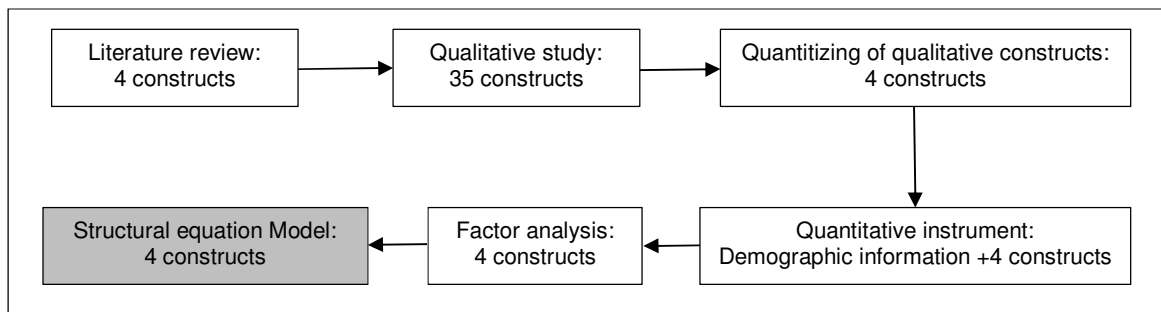 Literature review:
4 constructs
Qualitative study:
35 constructs
Quantitizing of qualitative constructs:
4 constructs
Quantitative instrument:
Demographic information +4 constructs
Factor analysis:
4 constructs
Structural equation Model:
4 constructs